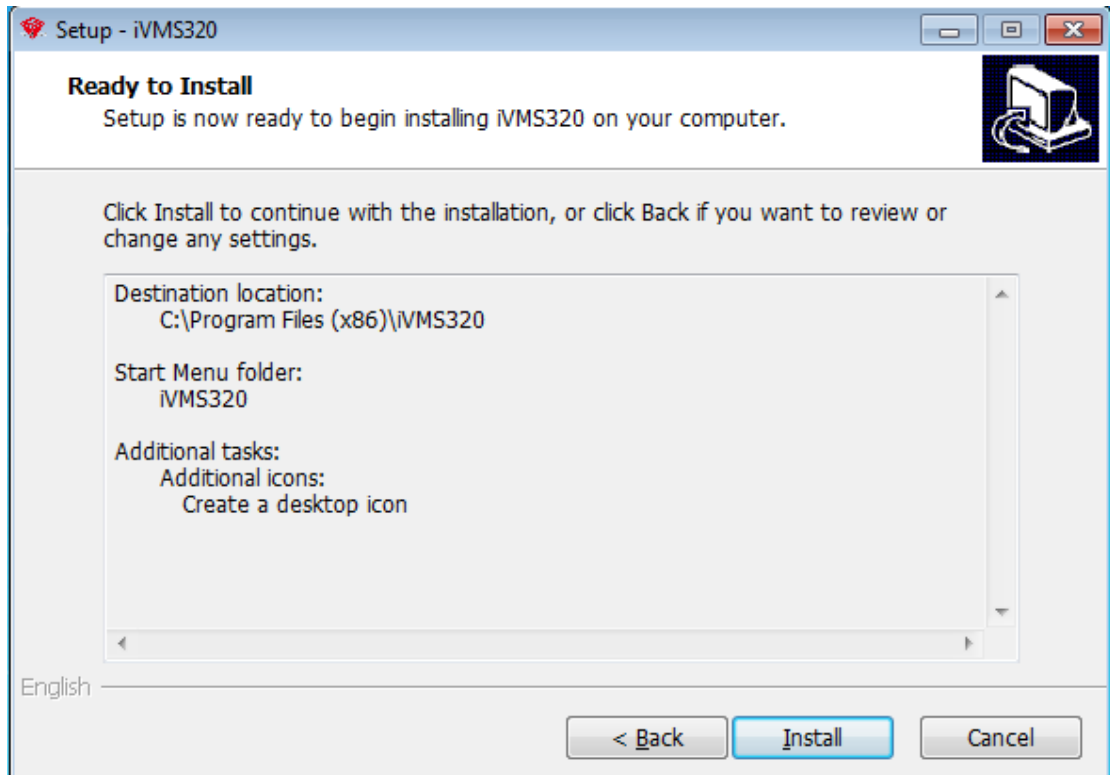 Setup - iVMS320
Ready to Install
Setup is now ready to begin installing iVMS320 on your computer.
Click Install to continue with the installation, or click Back if you want to review or
change any settings.
Destination location:
C:\Program Files (x86)\iVMS320
Start Menu folder:
iVMS320
Additional tasks:
Additional icons:
Create a desktop icon
English
< Back
Install
Cancel